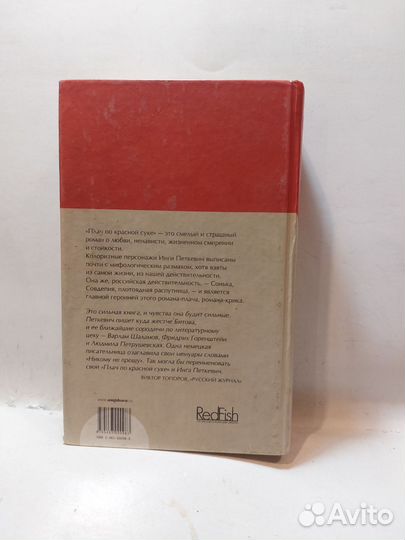 «Плач по красной суке» — это смелый и страшный
роман о любви, ненависти, жизненном смирении
и стойкости.
Колоритные персонажи Инги Петкевич выписаны
почти с мифологическим размахом, хотя взяты
из самой жизни, из нашей действительности.
Она же, российская действительность, — Сонька,
Совдепия, плотоядная распутница, — и является
главной героиней этого романа-плача, романа-крика.
Это сильная книга, и чувства она будит сильные.
Петкевич пишет куда жестче Битова,
и ее ближайшие сородичи по литературному
цеху — Варлам Шаламов, Фридрих Горенштейн
и Людмила Петрушевская. Одна немецкая
писательница озаглавила свои мемуары словами
«Никому не прощу». Так могла бы переименовать
свой «Плач по красной суке» и Инга Петкевич.
ВИКТОР ТОПОРОВ, «РУССКИЙ ЖУРНАЛ»
RedFish
Avito